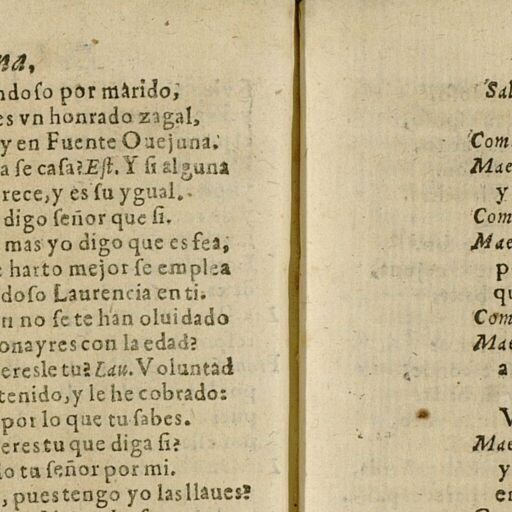 na,
ndoſo por marido,
es vn honrado zagal,
y en Fuente Ouejuna.
a ſe caſa? Eſt. Y ſi alguna
rece, y es ſu ygual.
digo ſeñor que ſi.
mas yo digo que es fea,
e harto mejor ſe emplea
doſo Laurencia en ti.
n no ſe te han oluidado
onayres con la edad?
ereſle tu? Lau. Voluntad
tenido, y le he cobrado:
por lo que tu ſabes.
eres tu que diga ſi?
lo tu ſeñor por mi.
, pues tengo yo las llaues?
Sal
Com
Mae
y
Com
Mae
p
qu
Com
Mae
a
V
Mae
y
en